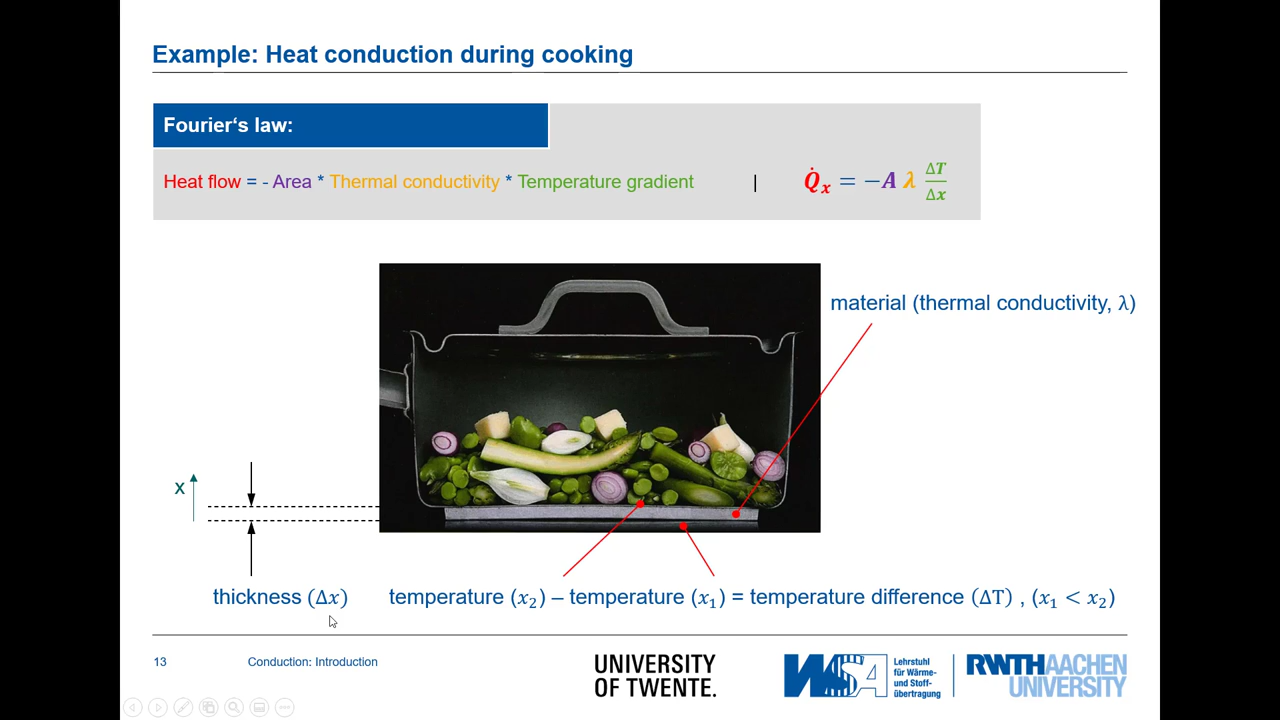 Example: Heat conduction during cooking
Fourier‘s law:
Heat flow = - Area * Thermal conductivity * Temperature gradient | Q̇ₓ = −A λ ΔT/Δx
material (thermal conductivity, λ)
x
thickness (Δx)
temperature (x₂) – temperature (x₁) = temperature difference (ΔT) , (x₁ < x₂)
13
Conduction: Introduction
UNIVERSITY
OF TWENTE.
WSA
Lehrstuhl
für Wärme-
und Stoff-
übertragung
RWTHAACHEN
UNIVERSITY